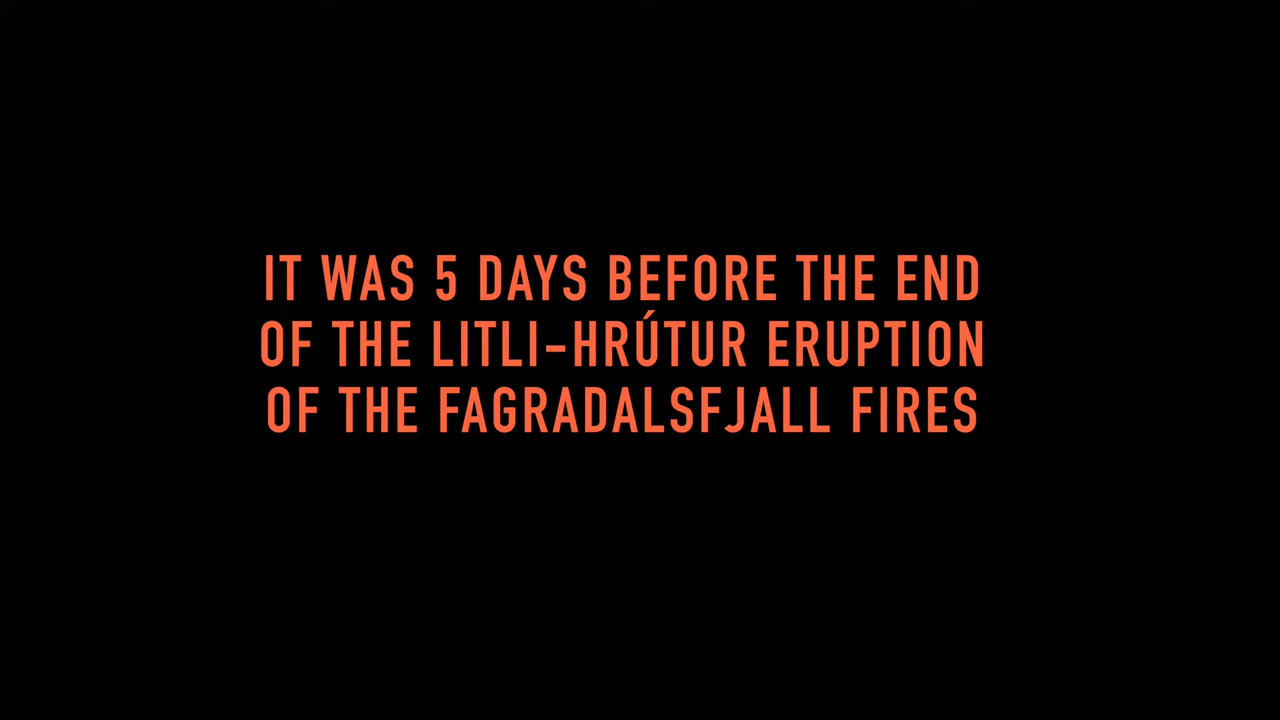 IT WAS 5 DAYS BEFORE THE END
OF THE LITLI-HRÚTUR ERUPTION
OF THE FAGRADALSFJALL FIRES